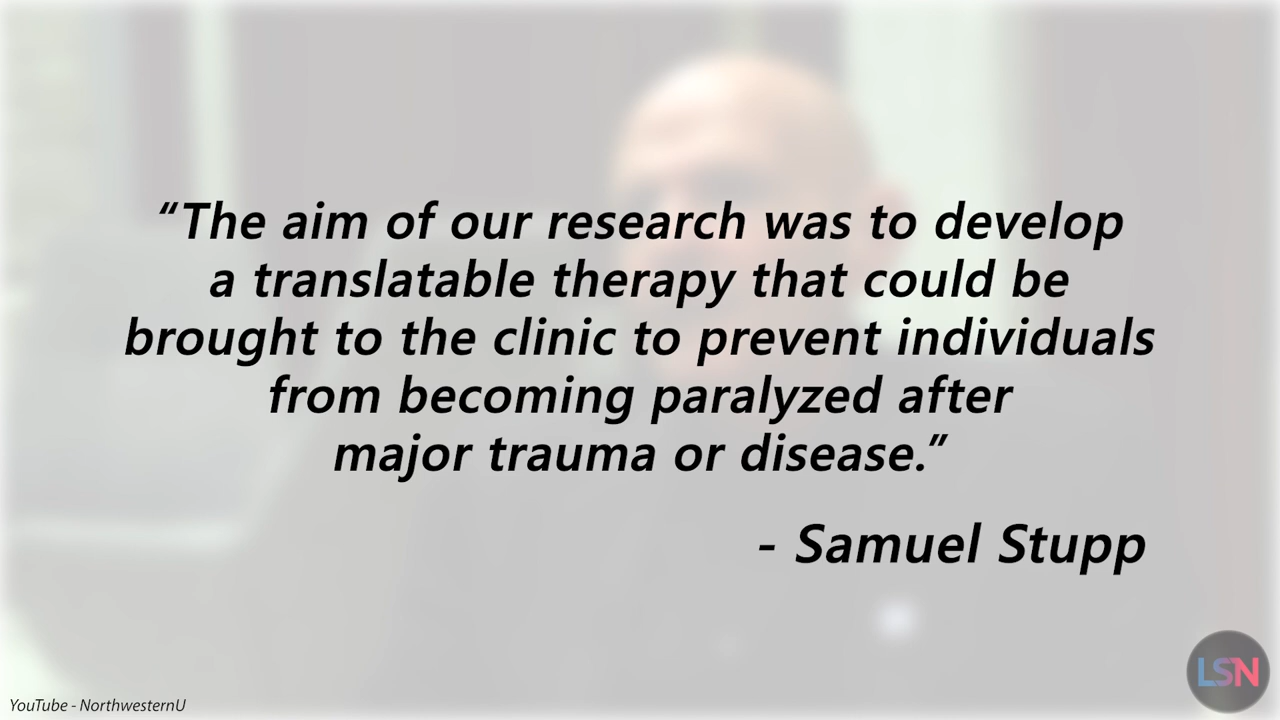 “The aim of our research was to develop
a translatable therapy that could be
brought to the clinic to prevent individuals
from becoming paralyzed after
major trauma or disease.”
- Samuel Stupp
LSN
YouTube - NorthwesternU